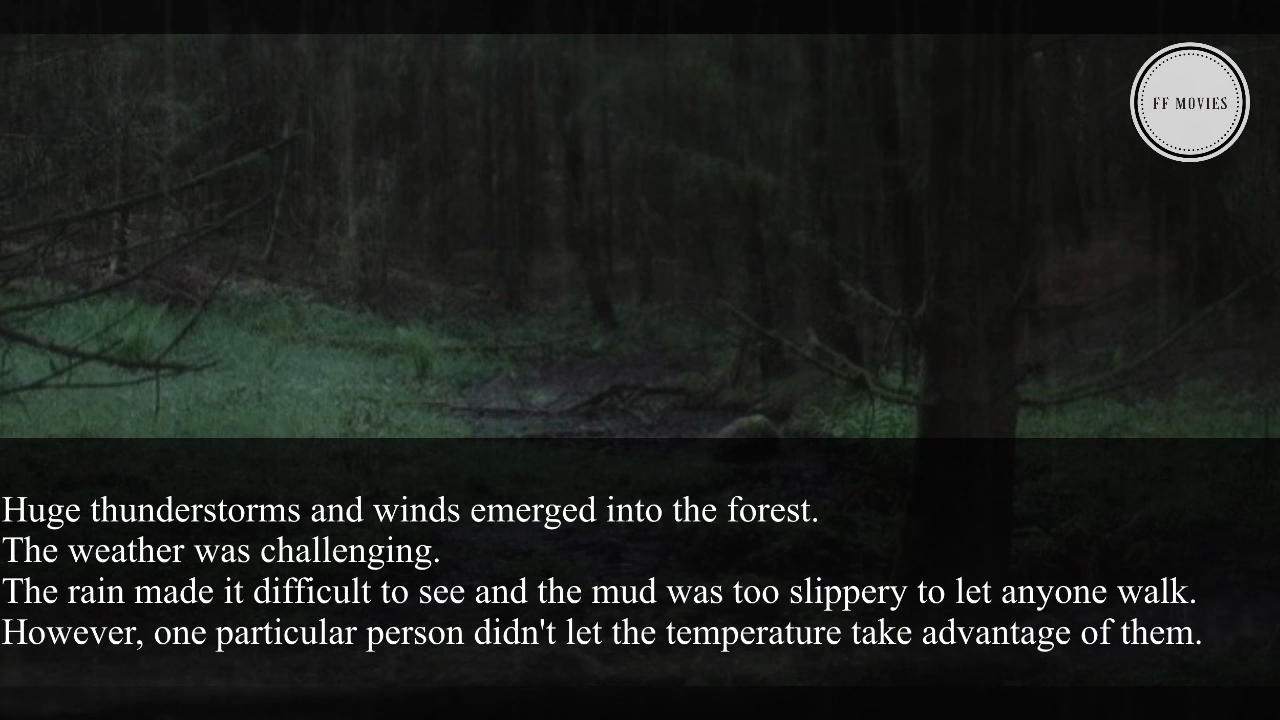 FF MOVIES
Huge thunderstorms and winds emerged into the forest.
The weather was challenging.
The rain made it difficult to see and the mud was too slippery to let anyone walk.
However, one particular person didn't let the temperature take advantage of them.